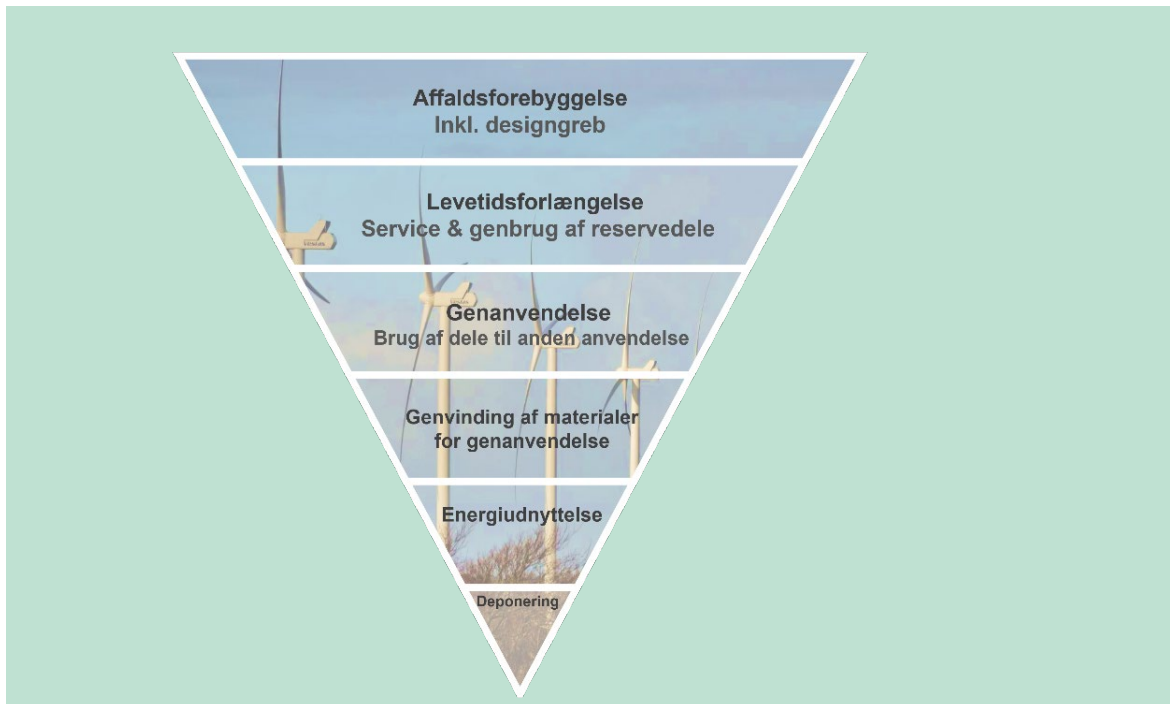 Affaldsforebyggelse
Inkl. designgreb
Levetidsforlængelse
Service & genbrug af reservedele
Genanvendelse
Brug af dele til anden anvendelse
Genvinding af materialer
for genanvendelse
Energiudnyttelse
Deponering